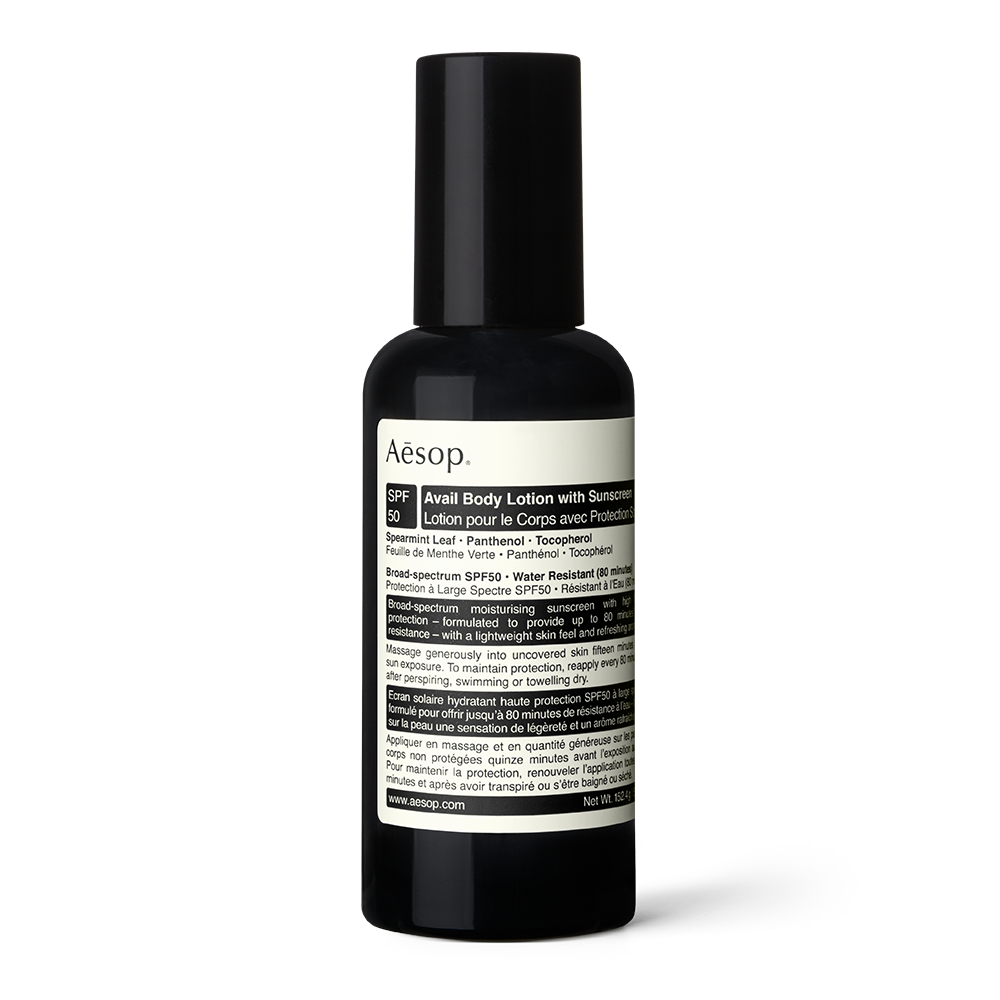 Aēsop®
SPF
50
Avail Body Lotion with Sunscreen
Lotion pour le Corps avec Protection
Spearmint Leaf · Panthenol · Tocopherol
Feuille de Menthe Verte · Panthénol · Tocophérol
Broad-spectrum SPF50 · Water Resistant (80 minutes)
Protection à Large Spectre SPF50 · Résistant à l'Eau (80
Broad-spectrum moisturising sunscreen with high
protection – formulated to provide up to 80 minutes
resistance – with a lightweight skin feel and refreshing
Massage generously into uncovered skin fifteen minutes
sun exposure. To maintain protection, reapply every 80
after perspiring, swimming or towelling dry.
Écran solaire hydratant haute protection SPF50 à large
formulé pour offrir jusqu'à 80 minutes de résistance à l'eau –
sur la peau une sensation de légèreté et un arôme
Appliquer en massage et en quantité généreuse sur les
corps non protégées quinze minutes avant l'exposition
Pour maintenir la protection, renouveler l'application
minutes et après avoir transpiré ou s'être baigné ou séché.
www.aesop.com
Net Wt. 152.4 g